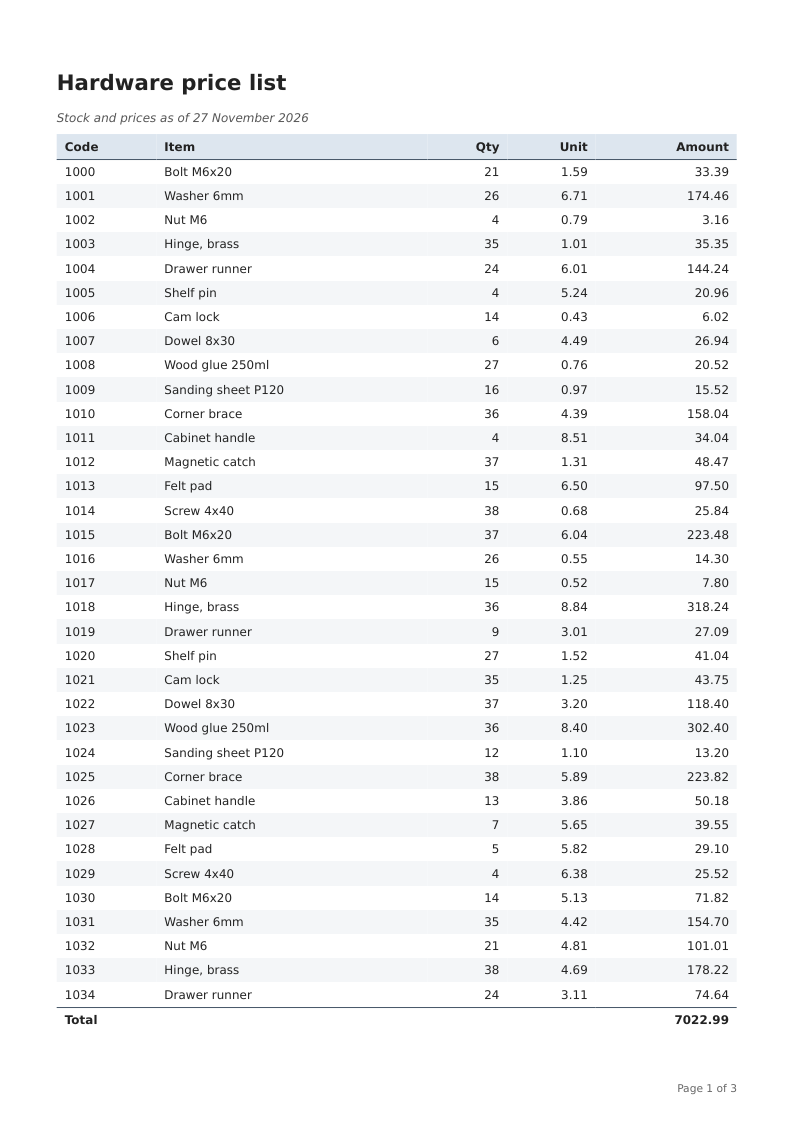 Hardware price list
Stock and prices as of 27 November 2026
Code Item Qty Unit Amount
1000 Bolt M6x20 21 1.59 33.39
1001 Washer 6mm 26 6.71 174.46
1002 Nut M6 4 0.79 3.16
1003 Hinge, brass 35 1.01 35.35
1004 Drawer runner 24 6.01 144.24
1005 Shelf pin 4 5.24 20.96
1006 Cam lock 14 0.43 6.02
1007 Dowel 8x30 6 4.49 26.94
1008 Wood glue 250ml 27 0.76 20.52
1009 Sanding sheet P120 16 0.97 15.52
1010 Corner brace 36 4.39 158.04
1011 Cabinet handle 4 8.51 34.04
1012 Magnetic catch 37 1.31 48.47
1013 Felt pad 15 6.50 97.50
1014 Screw 4x40 38 0.68 25.84
1015 Bolt M6x20 37 6.04 223.48
1016 Washer 6mm 26 0.55 14.30
1017 Nut M6 15 0.52 7.80
1018 Hinge, brass 36 8.84 318.24
1019 Drawer runner 9 3.01 27.09
1020 Shelf pin 27 1.52 41.04
1021 Cam lock 35 1.25 43.75
1022 Dowel 8x30 37 3.20 118.40
1023 Wood glue 250ml 36 8.40 302.40
1024 Sanding sheet P120 12 1.10 13.20
1025 Corner brace 38 5.89 223.82
1026 Cabinet handle 13 3.86 50.18
1027 Magnetic catch 7 5.65 39.55
1028 Felt pad 5 5.82 29.10
1029 Screw 4x40 4 6.38 25.52
1030 Bolt M6x20 14 5.13 71.82
1031 Washer 6mm 35 4.42 154.70
1032 Nut M6 21 4.81 101.01
1033 Hinge, brass 38 4.69 178.22
1034 Drawer runner 24 3.11 74.64
Total 7022.99
Page 1 of 3